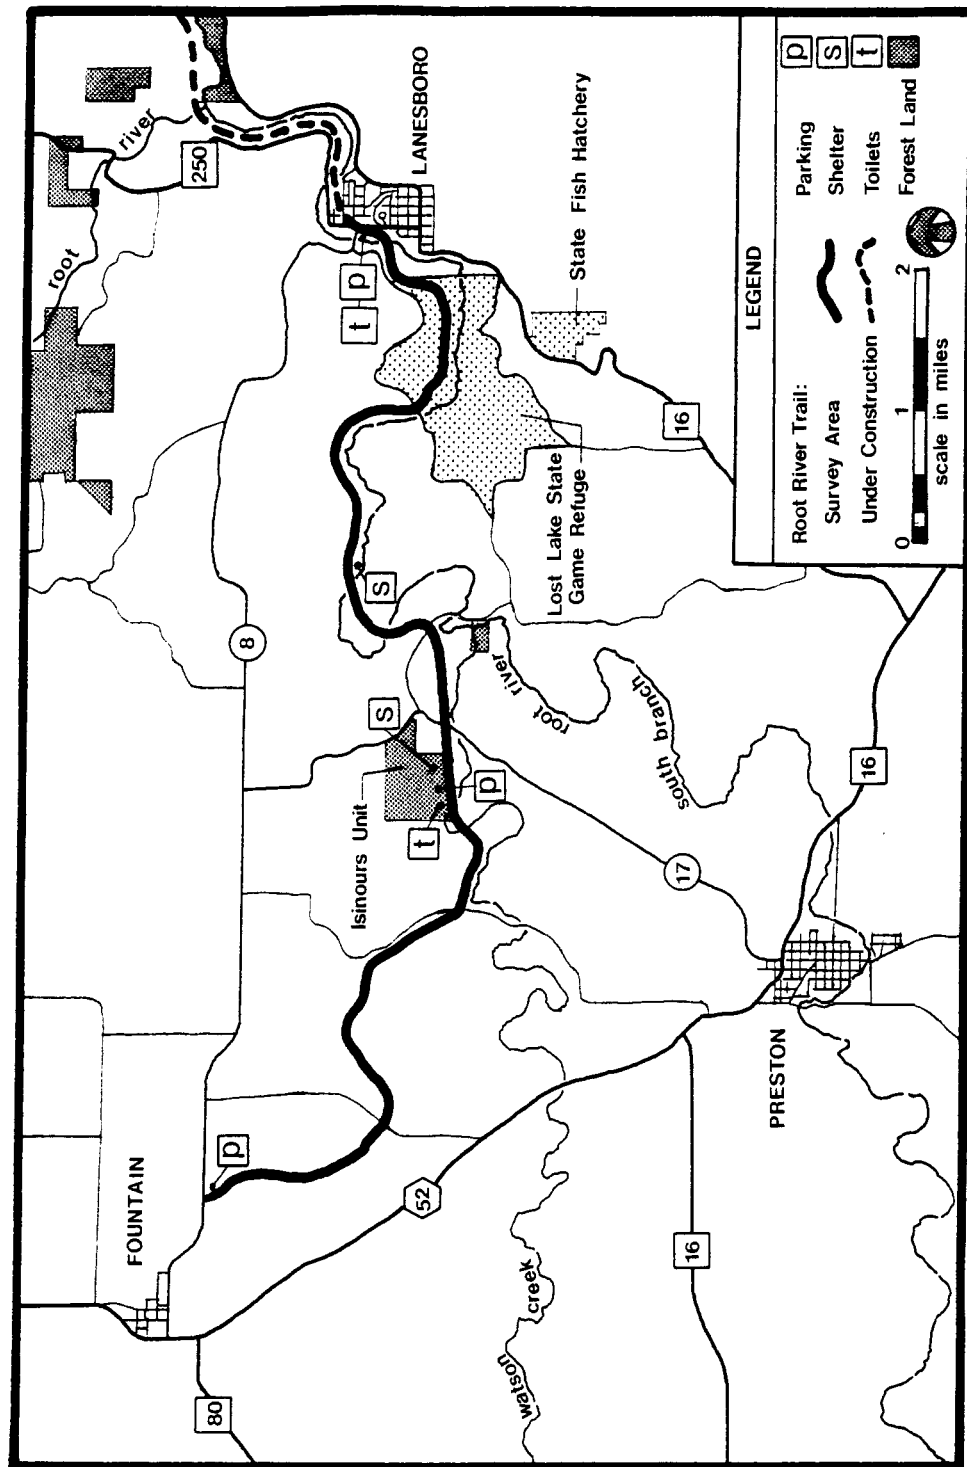 FOUNTAIN
80
52
16
watson
creek
PRESTON
p
8
Isinours Unit
t
p
s
17
16
south branch
root river
s
Lost Lake State
Game Refuge
State Fish Hatchery
16
t
p
LANESBORO
250
root
river
LEGEND
Root River Trail:
Survey Area
Under Construction
Parking
p
Shelter
s
Toilets
t
Forest Land
0 1 2
scale in miles